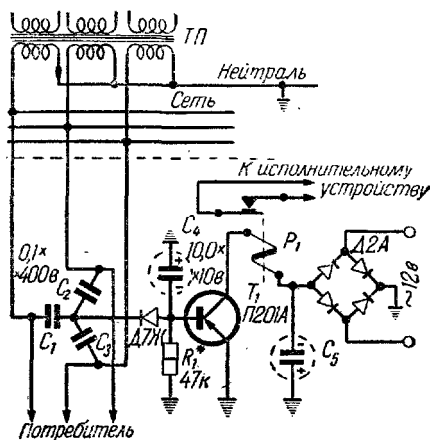 ТП
Нейтраль
Сеть
К исполнительному
устройству
C4
10,0×
×10в
P1
Д2А
0,1×
×400в
C2
T1
П201А
~12в
C1
C3
Д7Ж
R1*
47к
C5
Потребитель